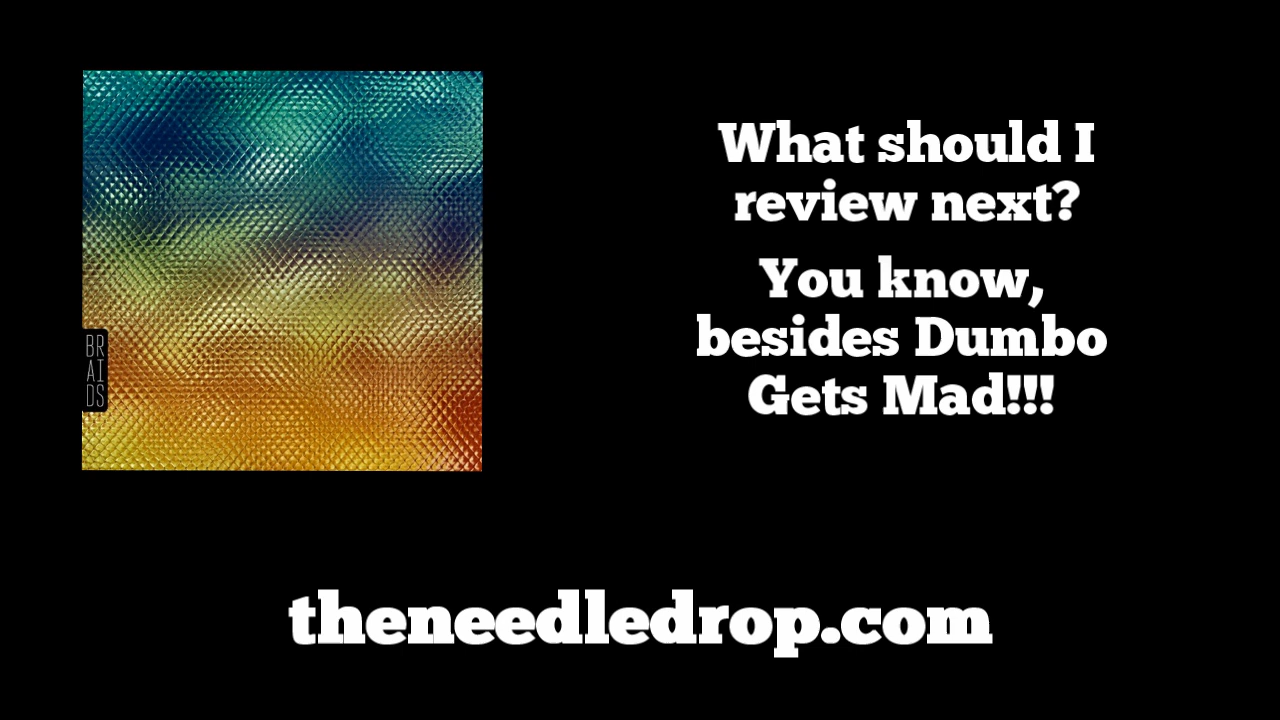 BR
AI
DS
What should I
review next?
You know,
besides Dumbo
Gets Mad!!!
theneedledrop.com